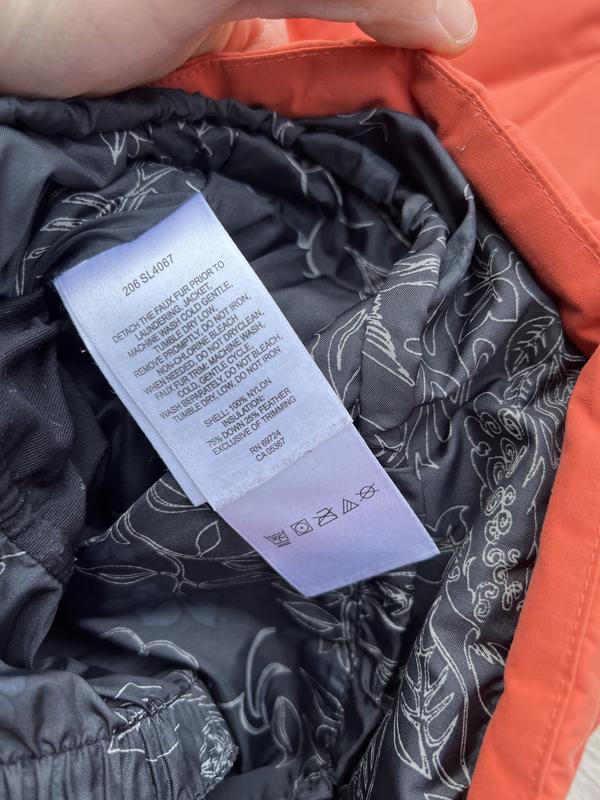 206 SL4067
DETACH THE FAUX FUR PRIOR TO
LAUNDERING. JACKET:
MACHINE WASH COLD GENTLE.
TUMBLE DRY LOW.
REMOVE PROMPTLY. DO NOT IRON,
NON-CHLORINE BLEACH,
WHEN NEEDED. DO NOT DRYCLEAN.
FAUX FUR TRIM: MACHINE WASH,
COLD, GENTLE CYCLE.
WASH SEPARATELY. DO NOT BLEACH.
TUMBLE DRY, LOW. DO NOT IRON
SHELL: 100% NYLON
INSULATION:
75% DOWN 25% FEATHER
EXCLUSIVE OF TRIMMING
RN 69724
CA 05367